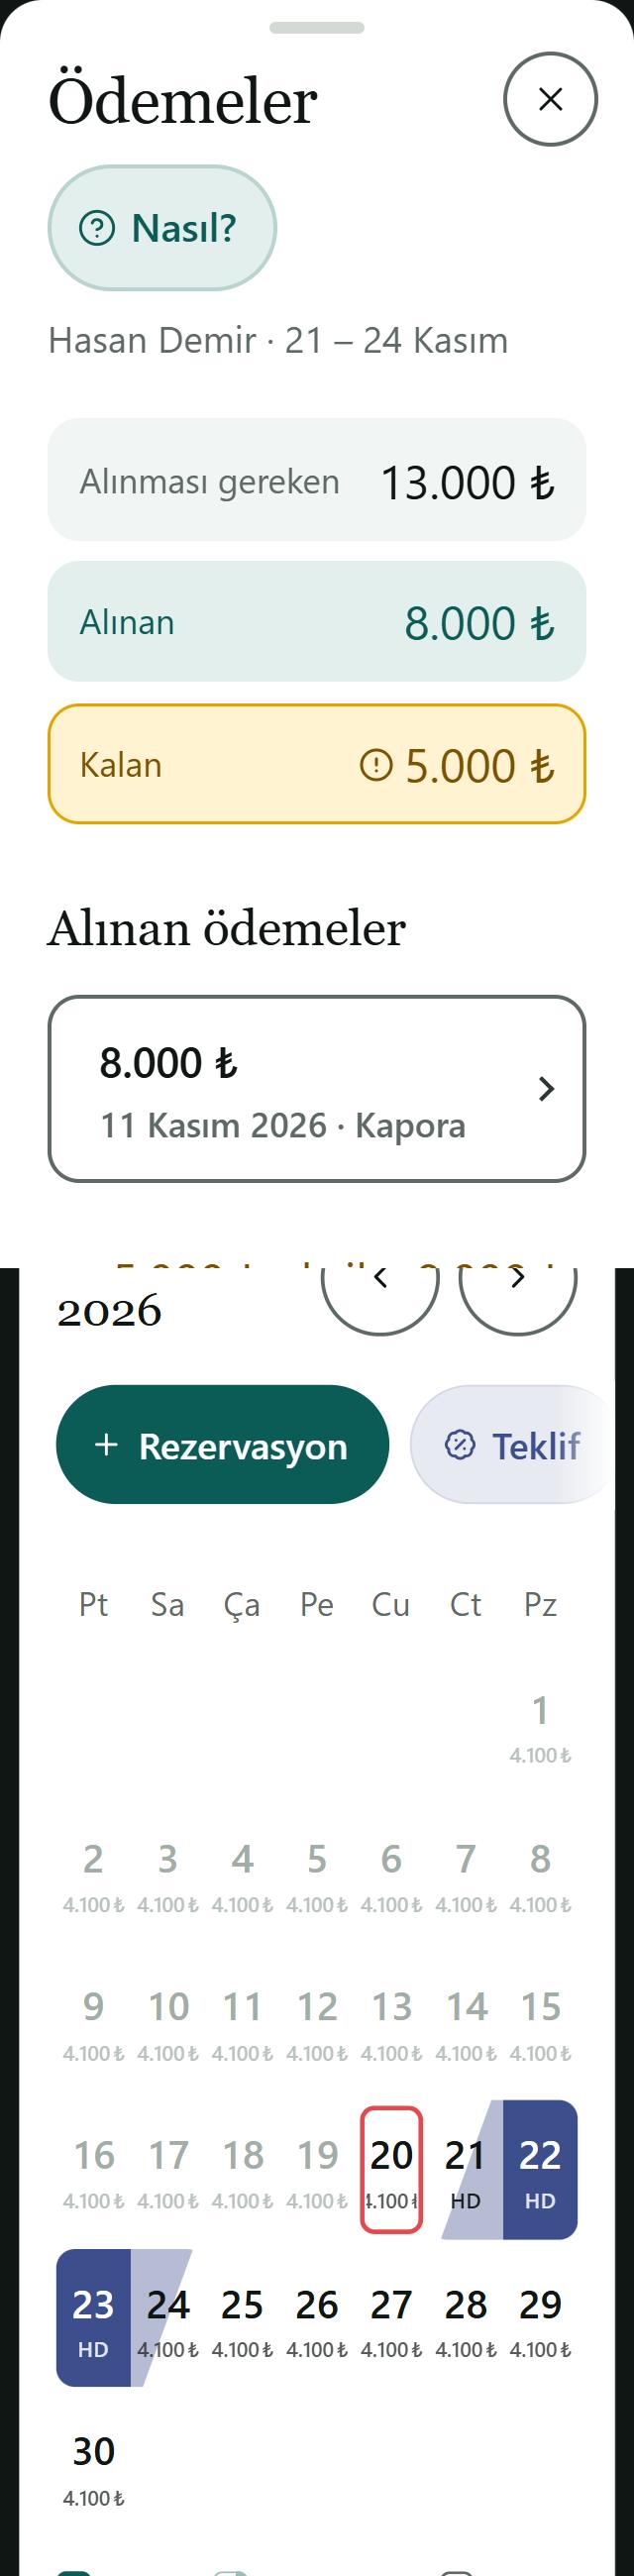 Ödemeler
Nasıl?
Hasan Demir · 21 – 24 Kasım
Alınması gereken 13.000 ₺
Alınan 8.000 ₺
Kalan 5.000 ₺
Alınan ödemeler
8.000 ₺
11 Kasım 2026 · Kapora
2026
+ Rezervasyon Teklif
Pt Sa Ça Pe Cu Ct Pz
1
4.100 ₺
2 3 4 5 6 7 8
4.100 ₺ 4.100 ₺ 4.100 ₺ 4.100 ₺ 4.100 ₺ 4.100 ₺ 4.100 ₺
9 10 11 12 13 14 15
4.100 ₺ 4.100 ₺ 4.100 ₺ 4.100 ₺ 4.100 ₺ 4.100 ₺ 4.100 ₺
16 17 18 19 20 21 22
4.100 ₺ 4.100 ₺ 4.100 ₺ 4.100 ₺ 4.100 ₺ HD HD
23 24 25 26 27 28 29
HD 4.100 ₺ 4.100 ₺ 4.100 ₺ 4.100 ₺ 4.100 ₺ 4.100 ₺
30
4.100 ₺